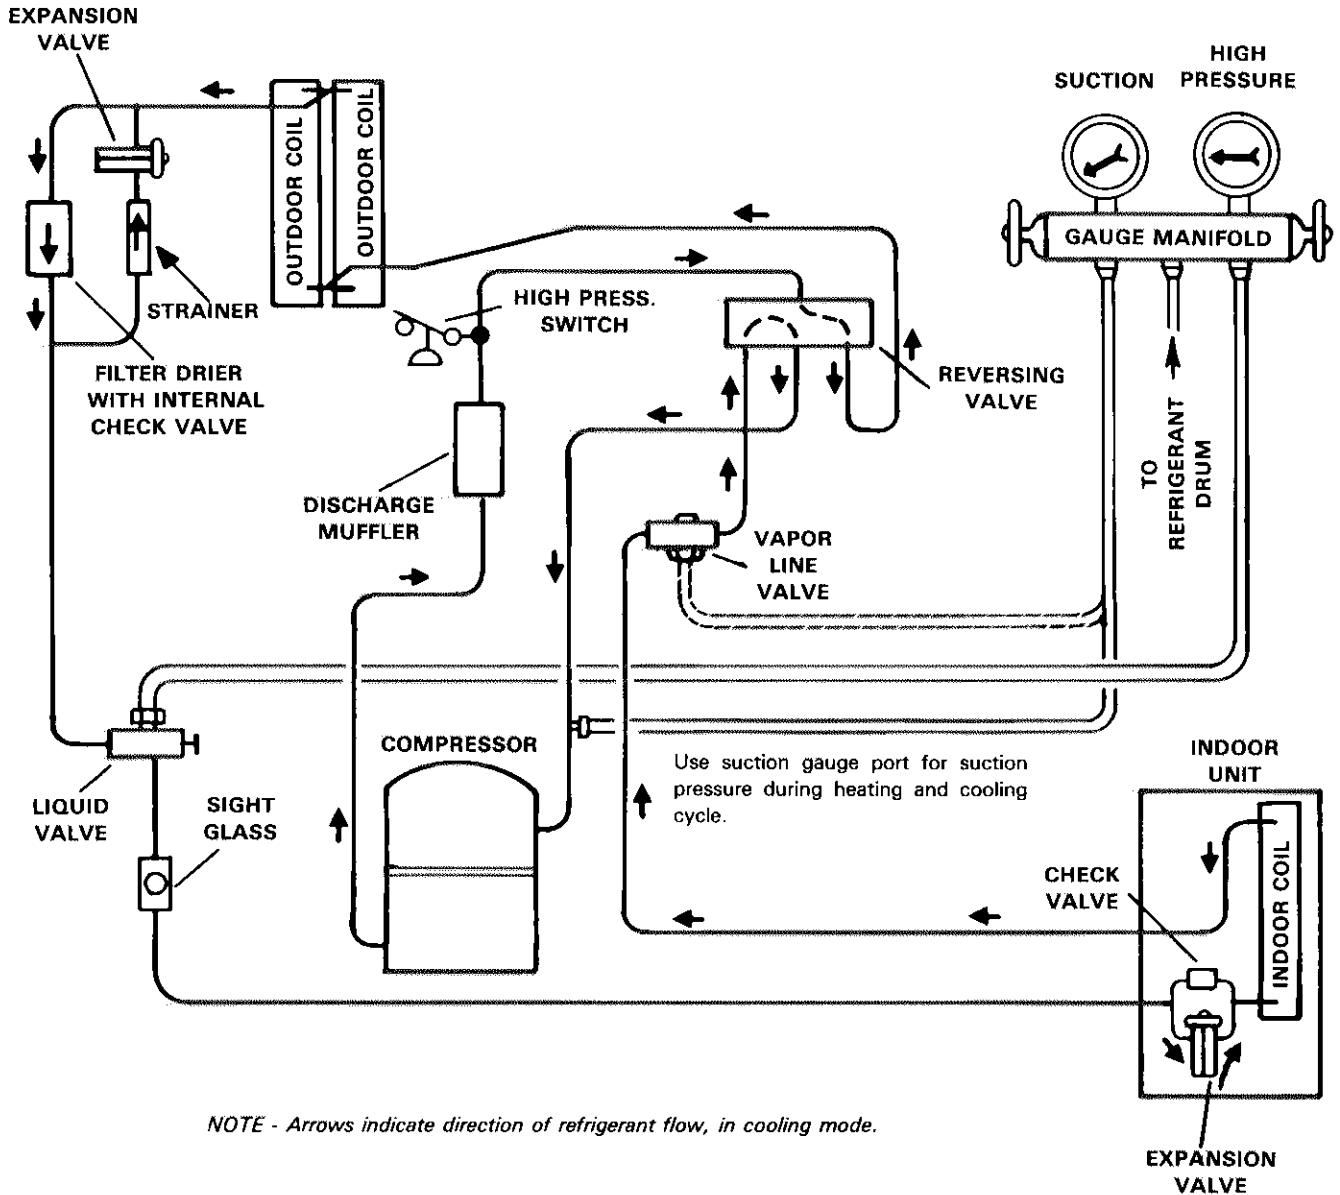 EXPANSION
VALVE
OUTDOOR COIL
OUTDOOR COIL
SUCTION
HIGH
PRESSURE
GAUGE MANIFOLD
STRAINER
HIGH PRESS.
SWITCH
FILTER DRIER
WITH INTERNAL
CHECK VALVE
REVERSING
VALVE
TO
REFRIGERANT
DRUM
DISCHARGE
MUFFLER
VAPOR
LINE
VALVE
COMPRESSOR
LIQUID
VALVE
SIGHT
GLASS
Use suction gauge port for suction
pressure during heating and cooling
cycle.
INDOOR
UNIT
CHECK
VALVE
INDOOR COIL
NOTE - Arrows indicate direction of refrigerant flow, in cooling mode.
EXPANSION
VALVE